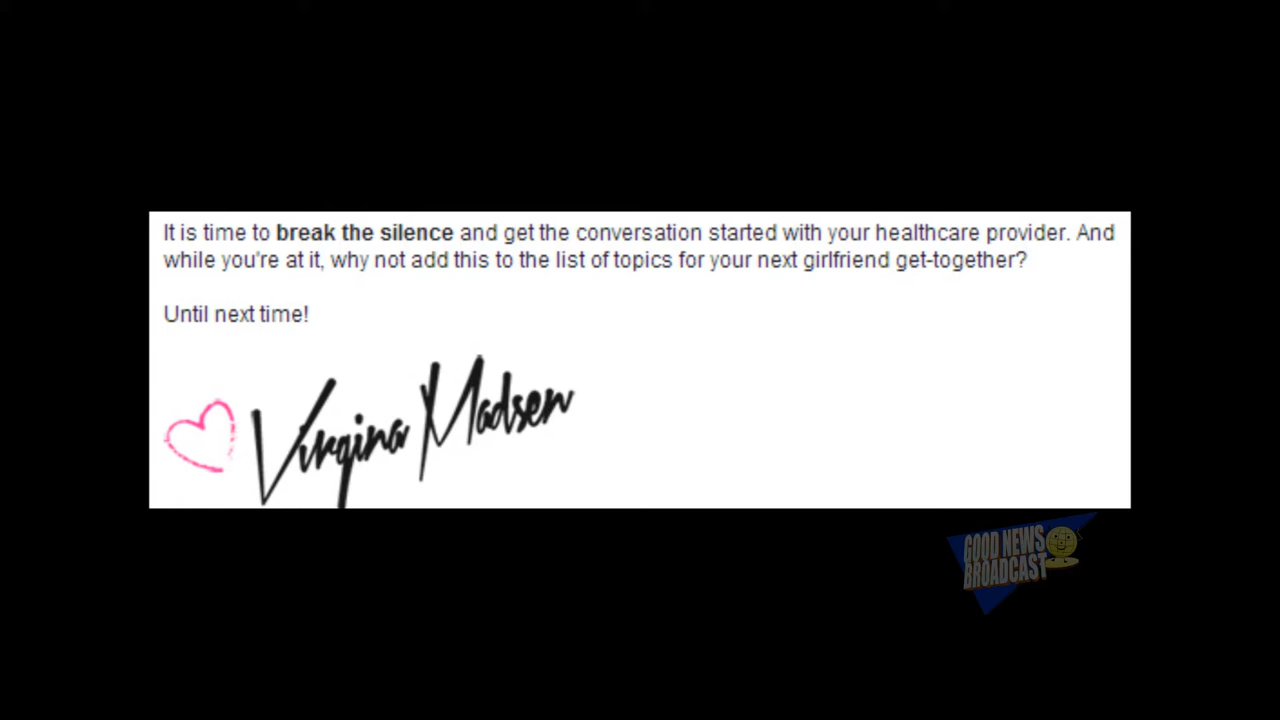 It is time to break the silence and get the conversation started with your healthcare provider. And
while you're at it, why not add this to the list of topics for your next girlfriend get-together?
Until next time!
Virgina Madsen
GOOD NEWS
BROADCAST